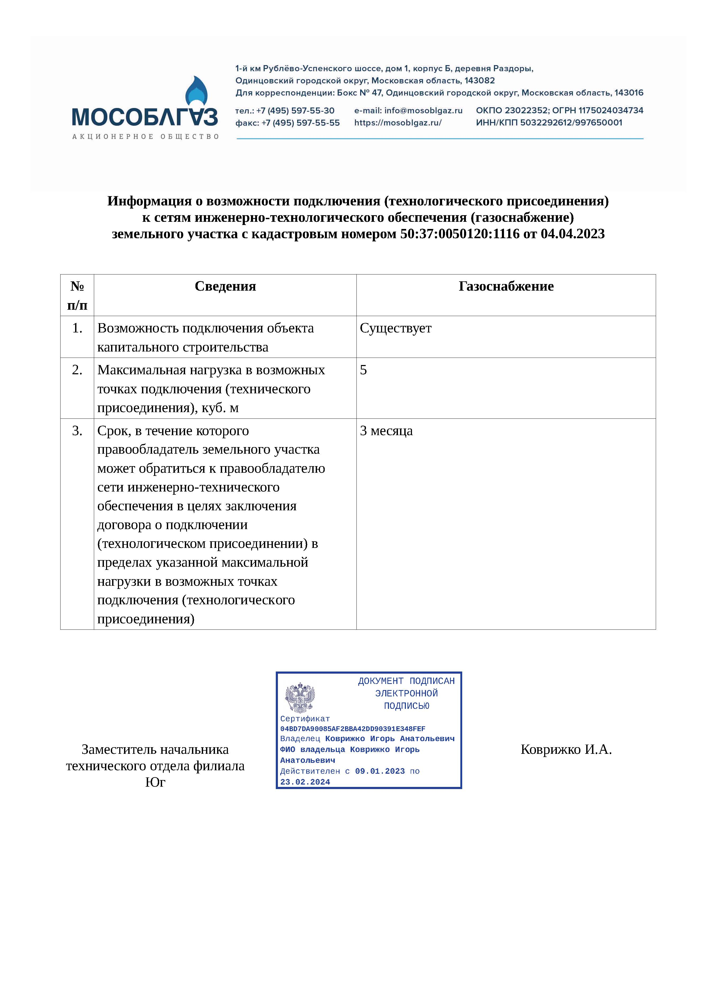 МОСОБЛГАЗ
АКЦИОНЕРНОЕ ОБЩЕСТВО
1-й км Рублёво-Успенского шоссе, дом 1, корпус Б, деревня Раздоры,
Одинцовский городской округ, Московская область, 143082
Для корреспонденции: Бокс № 47, Одинцовский городской округ, Московская область, 143016
тел.: +7 (495) 597-55-30 e-mail: info@mosoblgaz.ru ОКПО 23022352; ОГРН 1175024034734
факс: +7 (495) 597-55-55 https://mosoblgaz.ru/ ИНН/КПП 5032292612/997650001
Информация о возможности подключения (технологического присоединения)
к сетям инженерно-технологического обеспечения (газоснабжение)
земельного участка с кадастровым номером 50:37:0050120:1116 от 04.04.2023
№ Сведения Газоснабжение
п/п
1. Возможность подключения объекта Существует
капитального строительства
2. Максимальная нагрузка в возможных 5
точках подключения (технического
присоединения), куб. м
3. Срок, в течение которого 3 месяца
правообладатель земельного участка
может обратиться к правообладателю
сети инженерно-технического
обеспечения в целях заключения
договора о подключении
(технологическом присоединении) в
пределах указанной максимальной
нагрузки в возможных точках
подключения (технологического
присоединения)
Заместитель начальника
технического отдела филиала
Юг
ДОКУМЕНТ ПОДПИСАН
ЭЛЕКТРОННОЙ
ПОДПИСЬЮ
Сертификат
04BD7DA90085AF2BBA42DD90391E348FEF
Владелец Коврижко Игорь Анатольевич
ФИО владельца Коврижко Игорь
Анатольевич
Действителен с 09.01.2023 по
23.02.2024
Коврижко И.А.